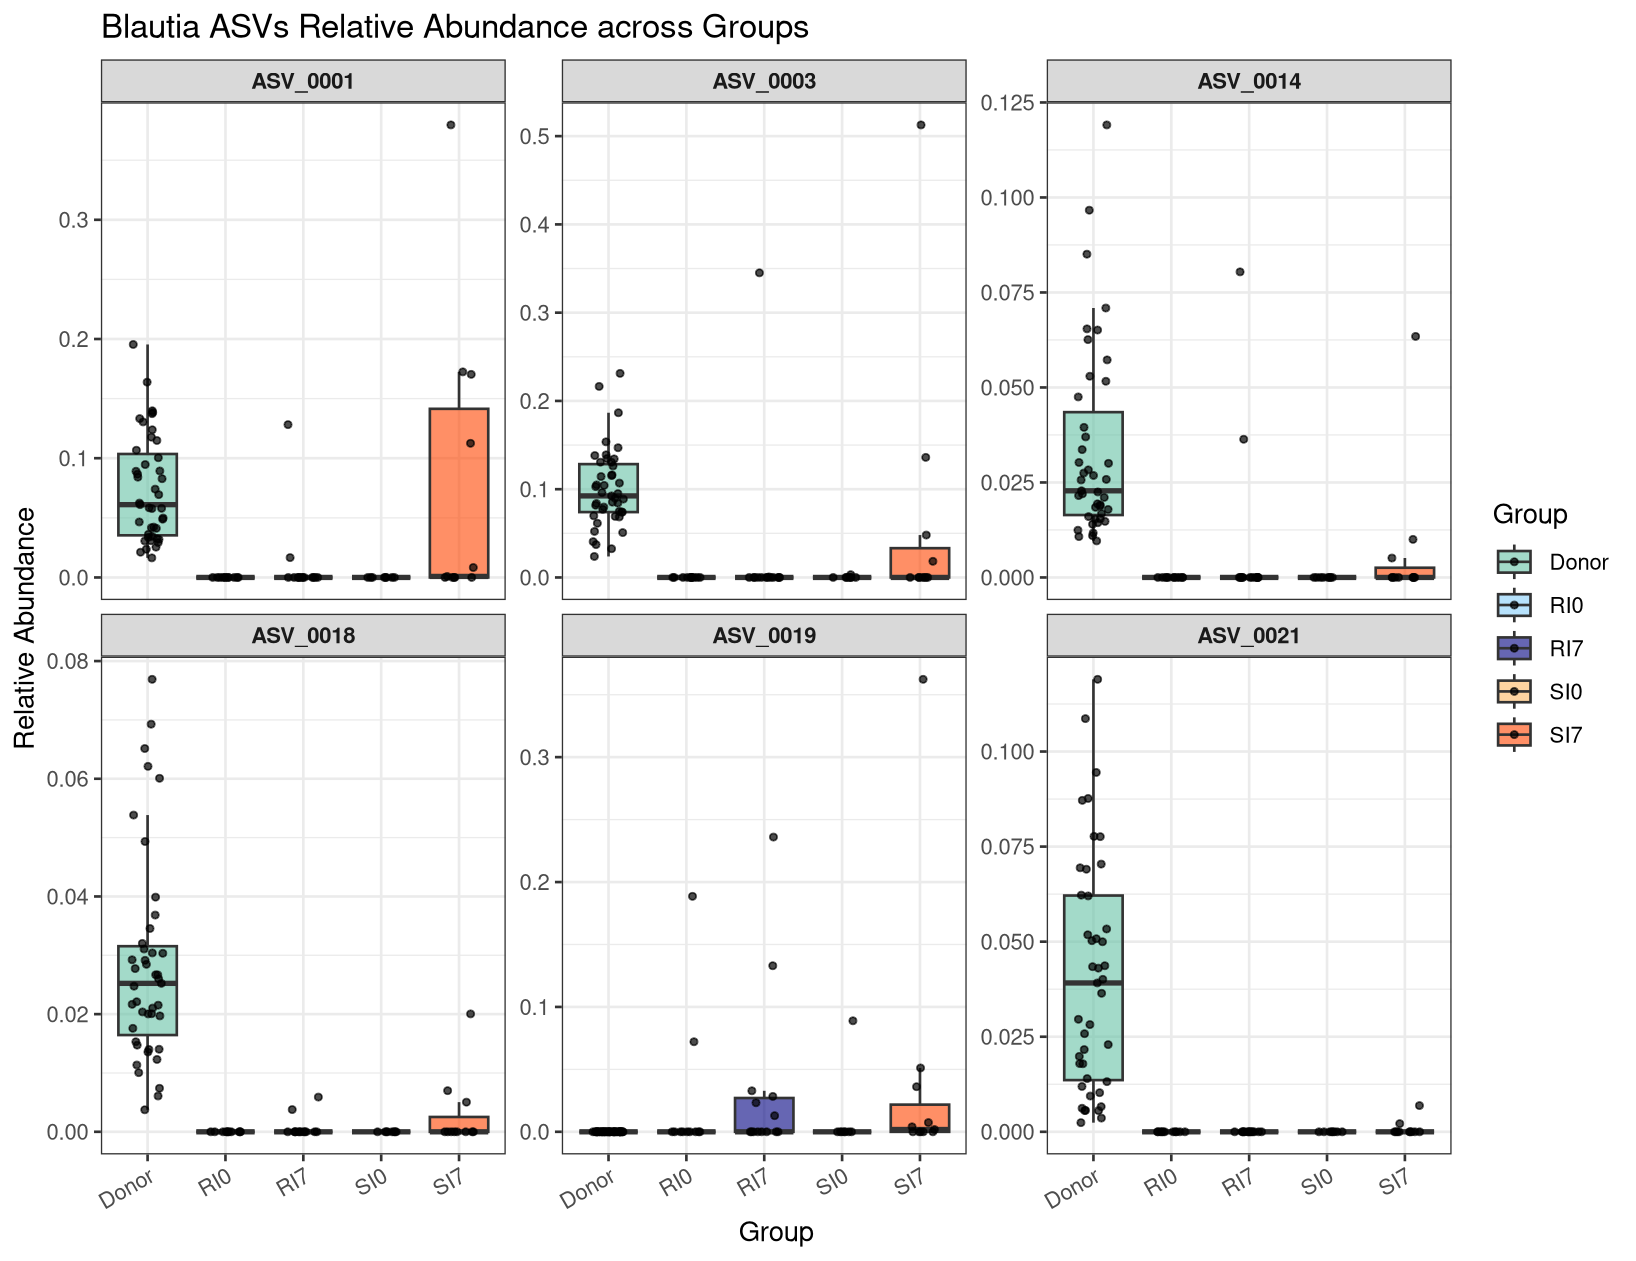 Blautia ASVs Relative Abundance across Groups
ASV_0001
ASV_0003
ASV_0014
0.3
0.2
0.1
0.0
0.5
0.4
0.3
0.2
0.1
0.0
0.125
0.100
0.075
0.050
0.025
0.000
ASV_0018
ASV_0019
ASV_0021
0.08
0.06
0.04
0.02
0.00
0.3
0.2
0.1
0.0
0.100
0.075
0.050
0.025
0.000
Donor RI0 RI7 SI0 SI7
Donor RI0 RI7 SI0 SI7
Donor RI0 RI7 SI0 SI7
Relative Abundance
Group
Group
Donor
RI0
RI7
SI0
SI7